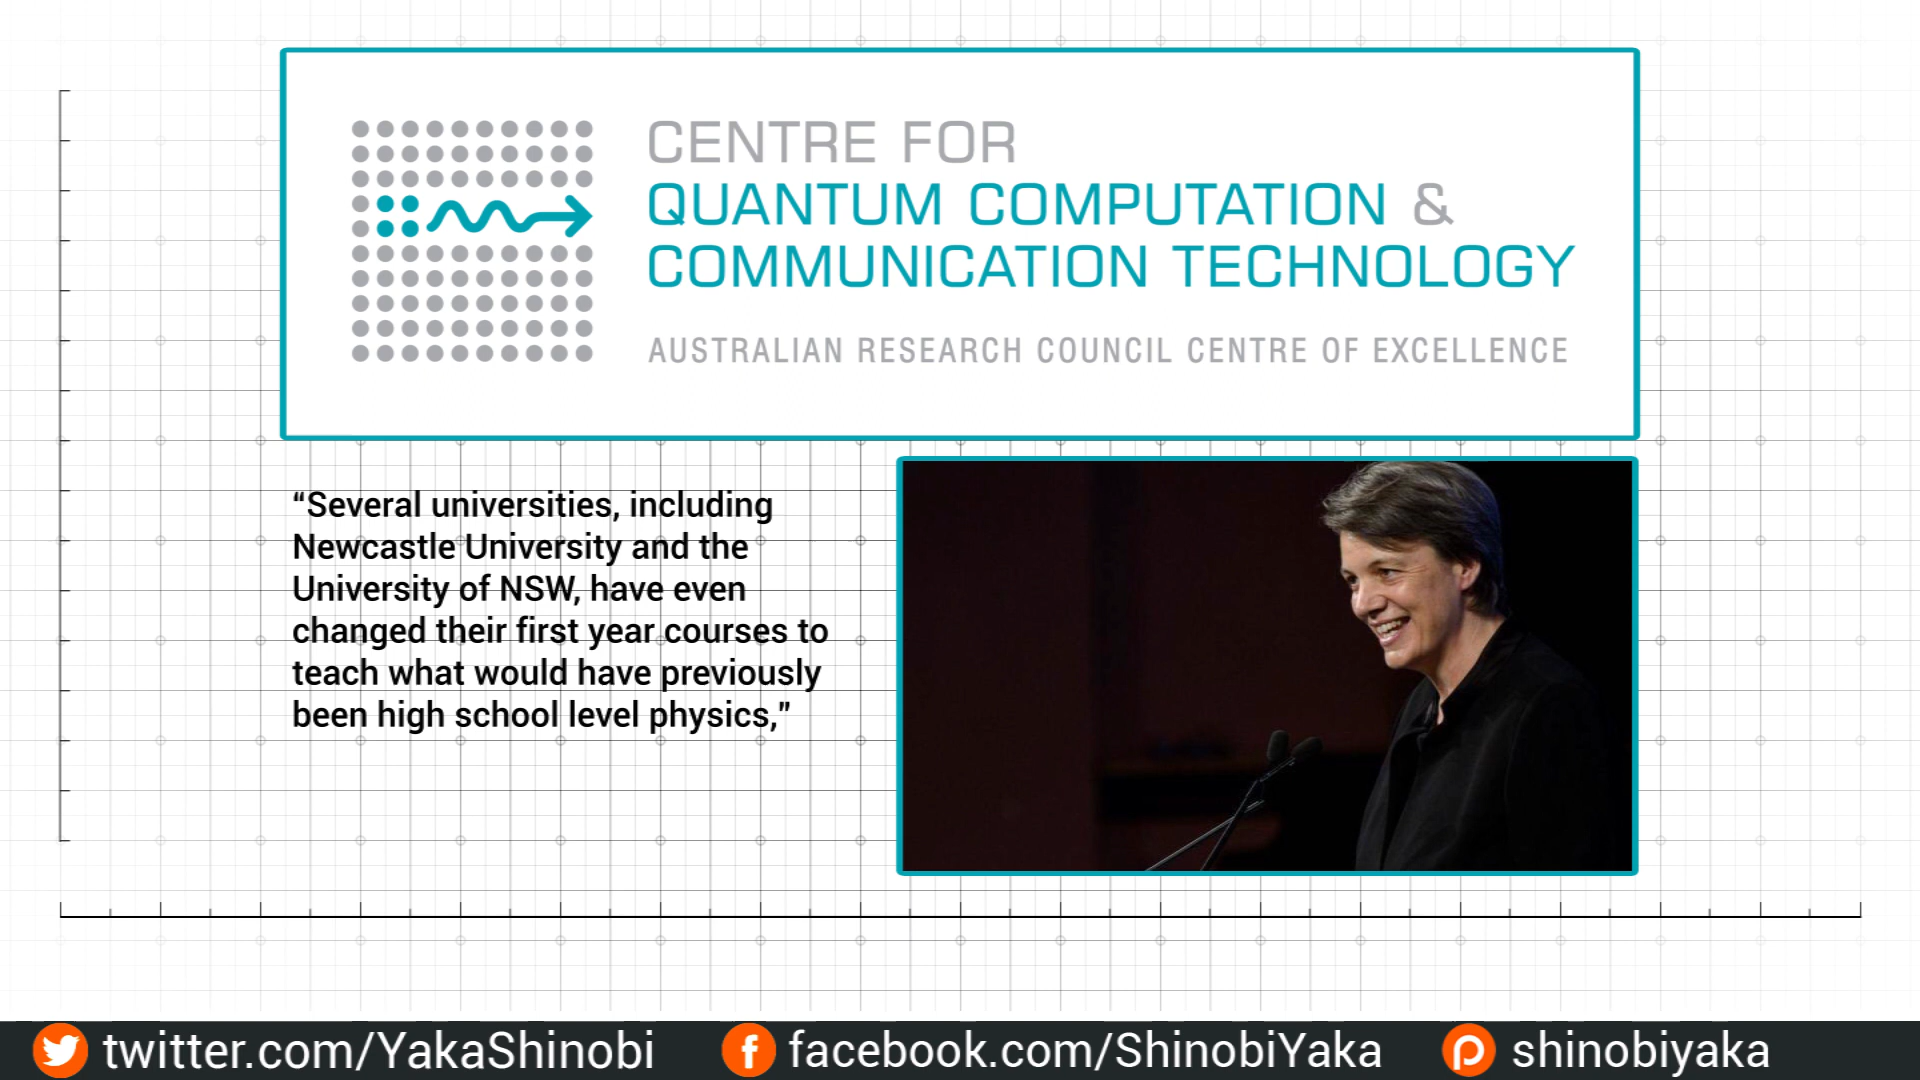 CENTRE FOR
QUANTUM COMPUTATION &
COMMUNICATION TECHNOLOGY
AUSTRALIAN RESEARCH COUNCIL CENTRE OF EXCELLENCE
“Several universities, including
Newcastle University and the
University of NSW, have even
changed their first year courses to
teach what would have previously
been high school level physics,”
twitter.com/YakaShinobi facebook.com/ShinobiYaka shinobiyaka